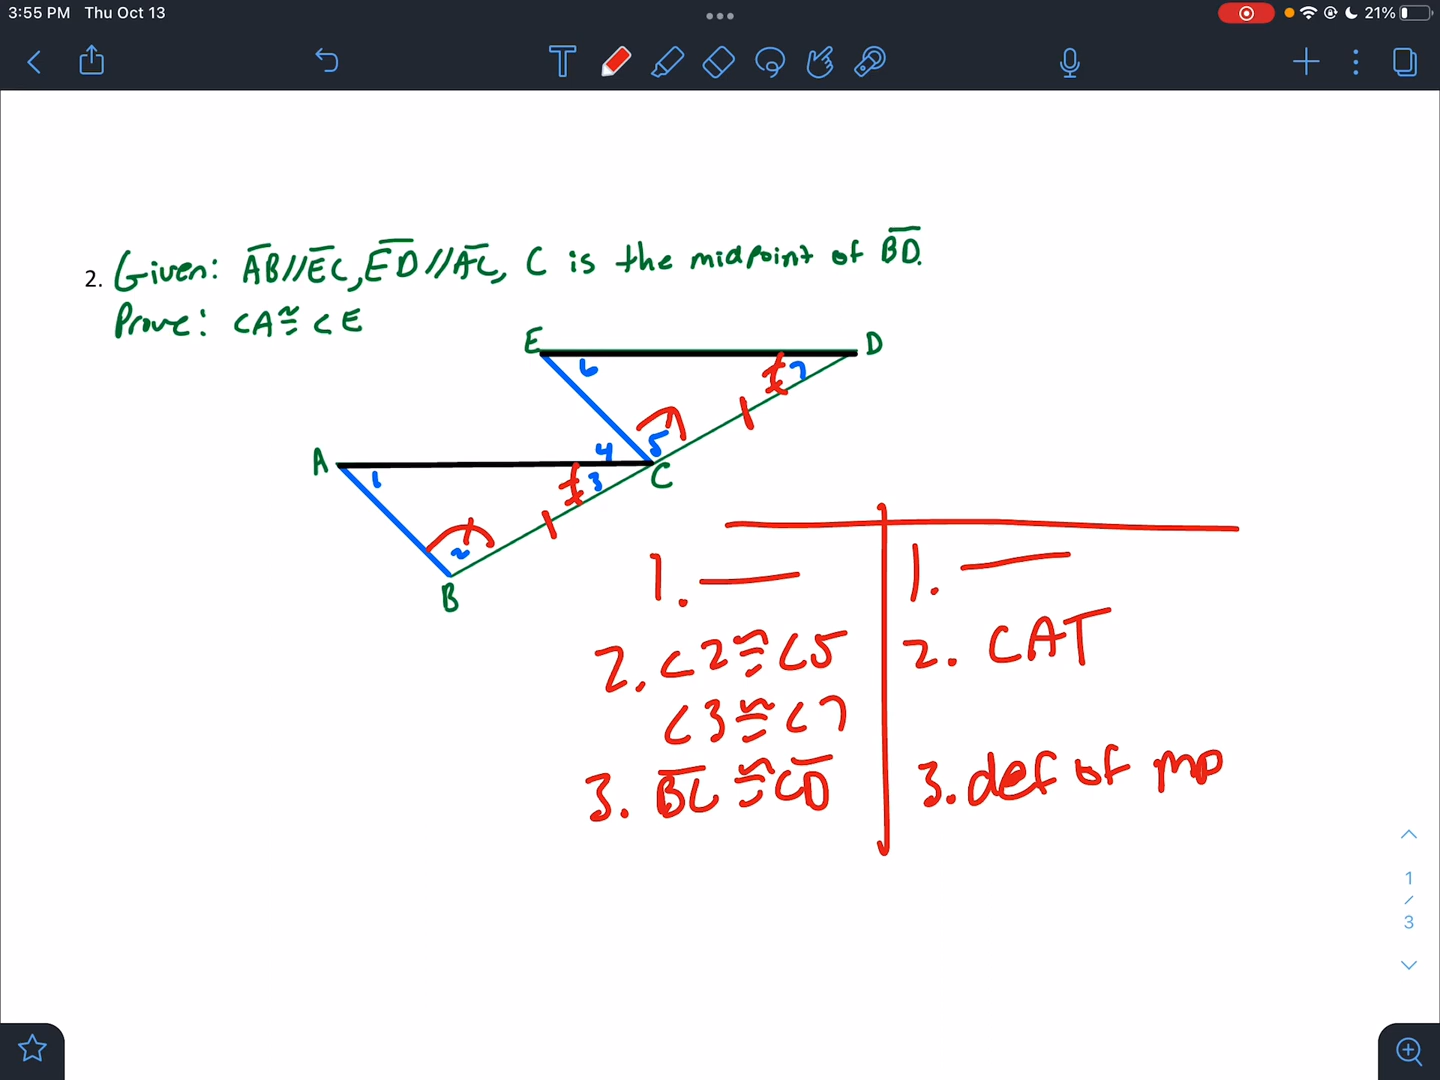 3:55 PM Thu Oct 13
21%
2. Given: AB//EC, ED//AC, C is the midpoint of BD.
Prove: <A≅<E
E
D
6
7
4
5
A
1
3
C
2
B
1.
1.
2. <2≅<5
2. CAT
<3≅<7
3. BC≅CD
3. def of mp
1
/
3